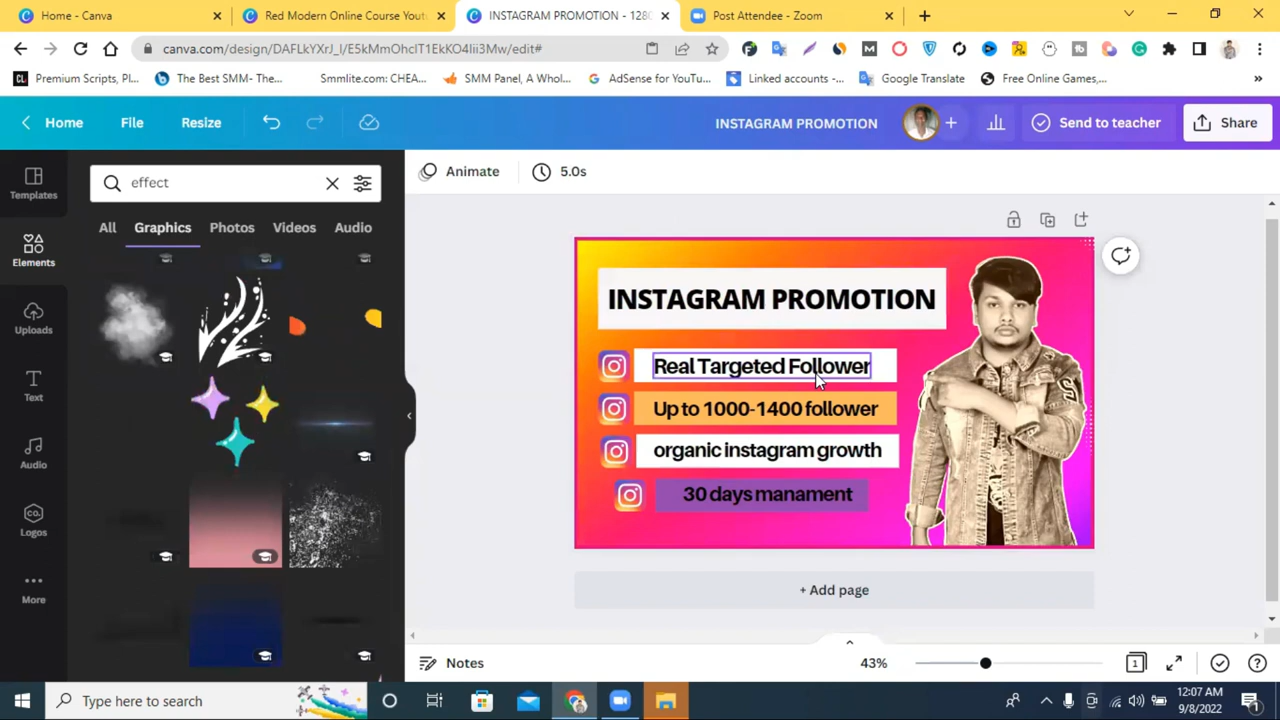 Home - Canva
Red Modern Online Course Yout
INSTAGRAM PROMOTION - 1280
Post Attendee - Zoom
canva.com/design/DAFLkYXrJ_I/E5kMmOhcIT1EkKO4Iii3Mw/edit#
Premium Scripts, Pl...
The Best SMM- The...
Smmlite.com: CHEA...
SMM Panel, A Whol...
AdSense for YouTu...
Linked accounts -...
Google Translate
Free Online Games,...
Home
File
Resize
INSTAGRAM PROMOTION
Send to teacher
Share
effect
Animate
5.0s
All
Graphics
Photos
Videos
Audio
Templates
Elements
Uploads
Text
Audio
Logos
More
INSTAGRAM PROMOTION
Real Targeted Follower
Up to 1000-1400 follower
organic instagram growth
30 days manament
+ Add page
Notes
43%
1
Type here to search
12:07 AM
9/8/2022
1